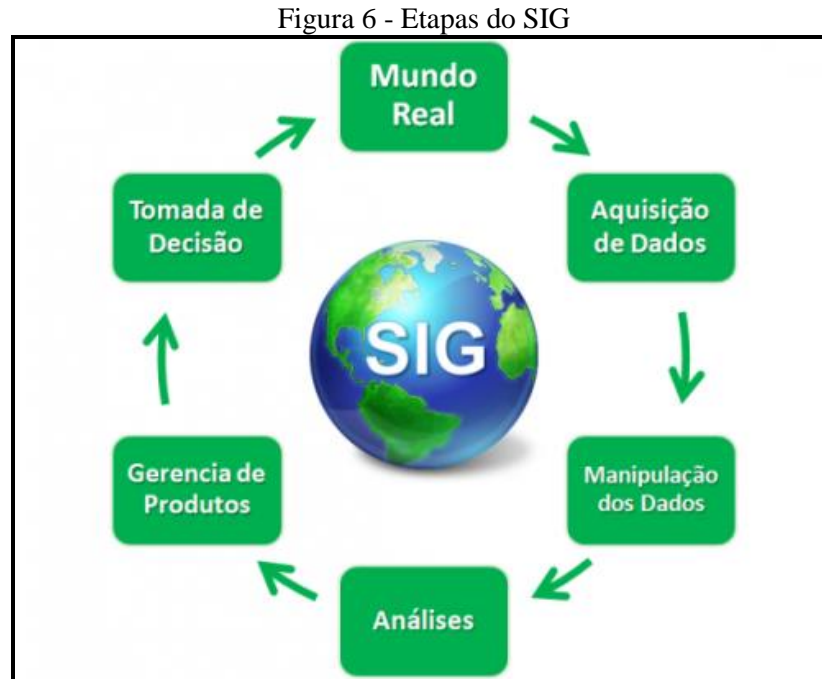 Figura 6 - Etapas do SIG
Mundo
Real
Aquisição
de Dados
Manipulação
dos Dados
Análises
Gerencia de
Produtos
Tomada de
Decisão
SIG